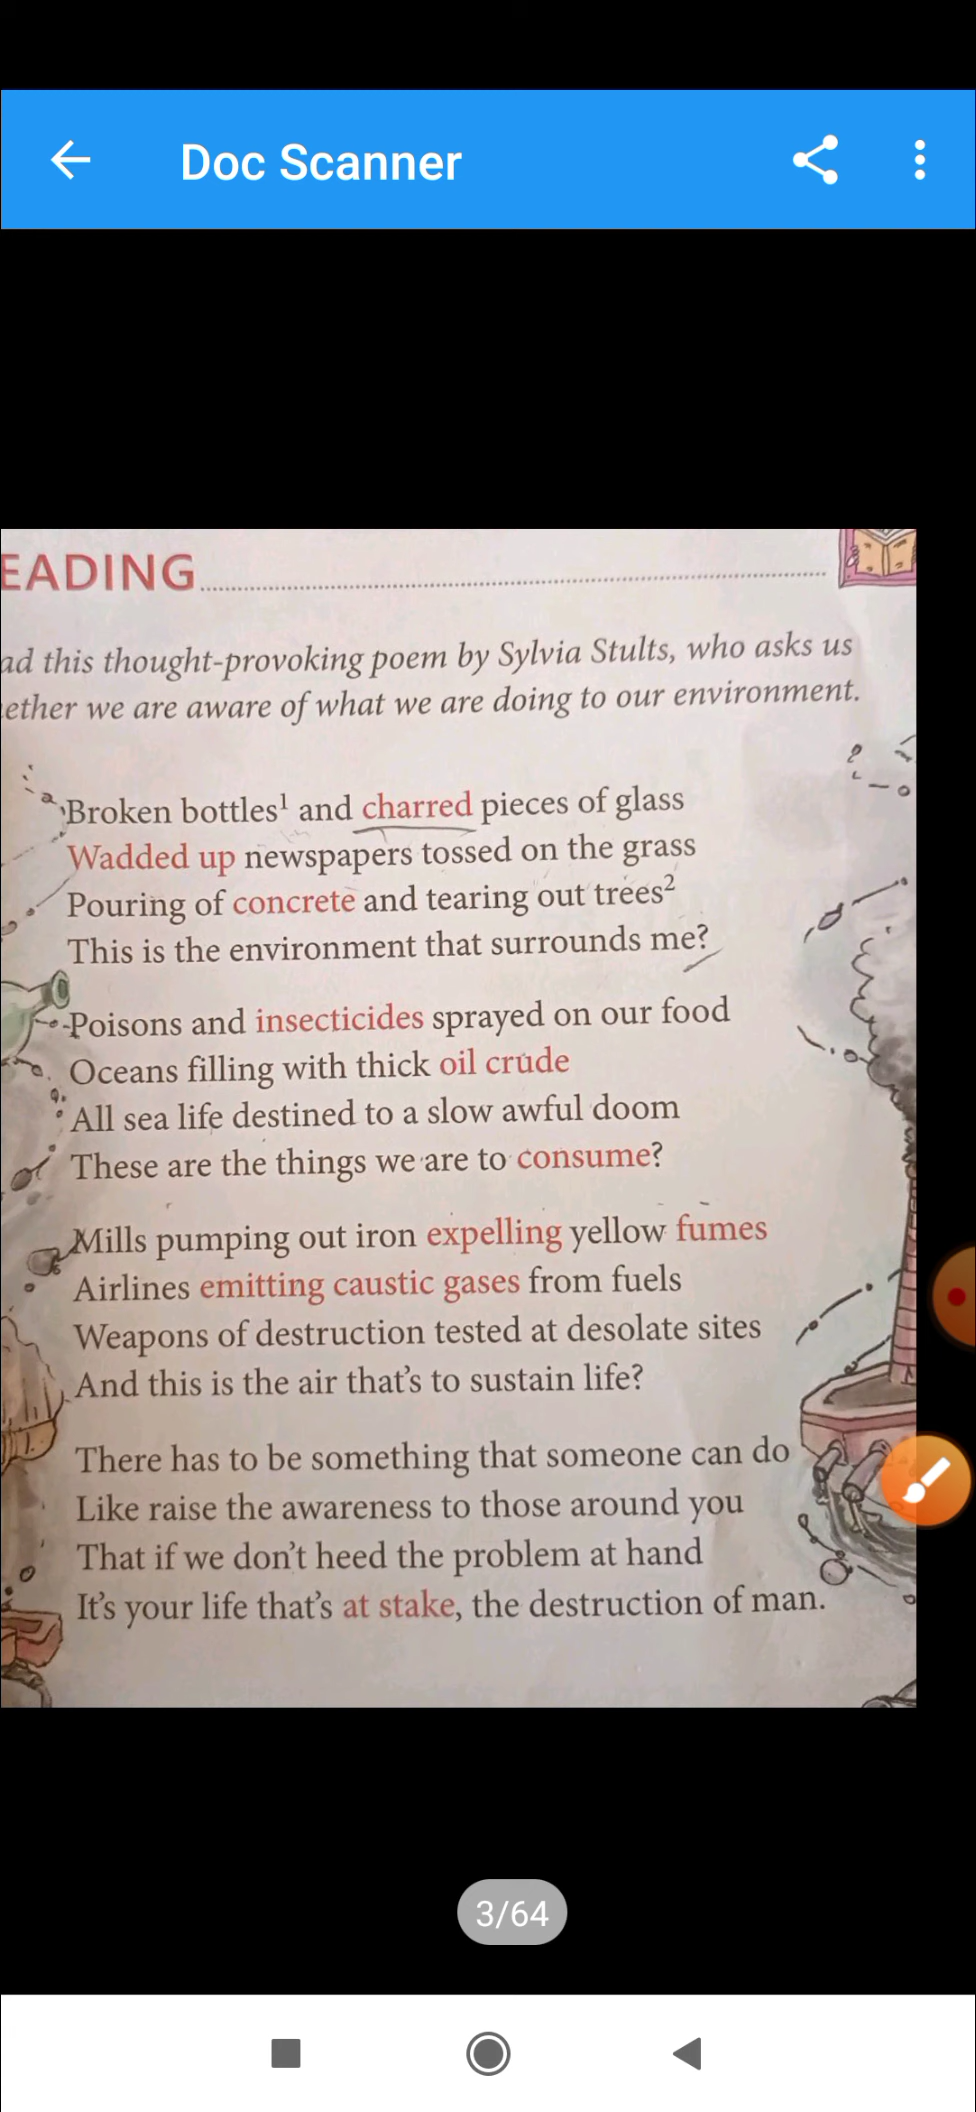 Doc Scanner
EADING
ad this thought-provoking poem by Sylvia Stults, who asks us
ether we are aware of what we are doing to our environment.
Broken bottles¹ and charred pieces of glass
Wadded up newspapers tossed on the grass
Pouring of concrete and tearing out trees²
This is the environment that surrounds me?
Poisons and insecticides sprayed on our food
Oceans filling with thick oil crude
All sea life destined to a slow awful doom
These are the things we are to consume?
Mills pumping out iron expelling yellow fumes
Airlines emitting caustic gases from fuels
Weapons of destruction tested at desolate sites
And this is the air that's to sustain life?
There has to be something that someone can do
Like raise the awareness to those around you
That if we don't heed the problem at hand
It's your life that's at stake, the destruction of man.
3/64